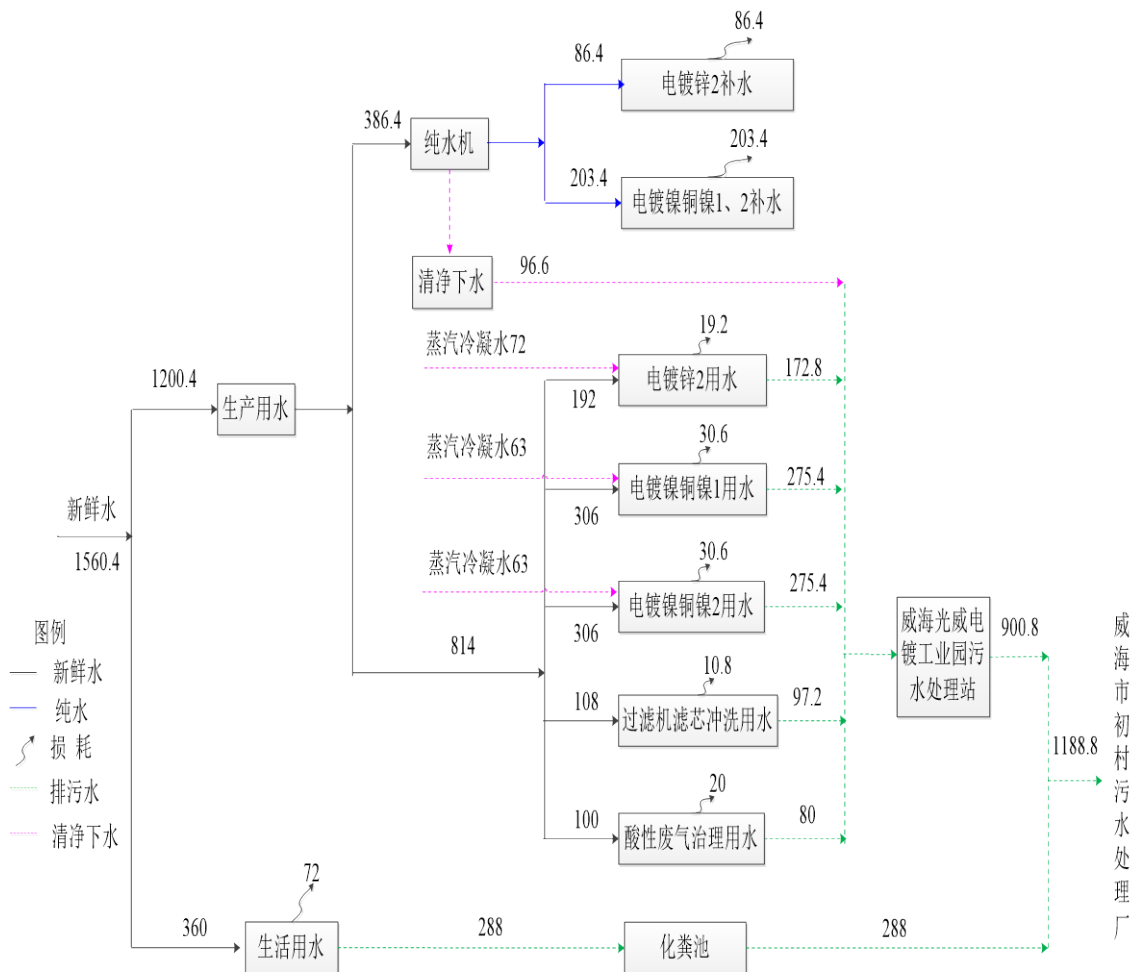 86.4
86.4
电镀锌2补水
386.4
纯水机
203.4
203.4
电镀镍铜镍1、2补水
清净下水
96.6
蒸汽冷凝水72
19.2
电镀锌2用水
172.8
192
1200.4
生产用水
蒸汽冷凝水63
30.6
电镀镍铜镍1用水
275.4
306
新鲜水
1560.4
蒸汽冷凝水63
30.6
电镀镍铜镍2用水
275.4
306
814
威海光威电
镀工业园污
水处理站
900.8
10.8
108
过滤机滤芯冲洗用水
97.2
1188.8
威
海
市
初
村
污
水
处
理
厂
20
100
酸性废气治理用水
80
图例
新鲜水
纯水
损 耗
排污水
清净下水
72
360
生活用水
288
化粪池
288